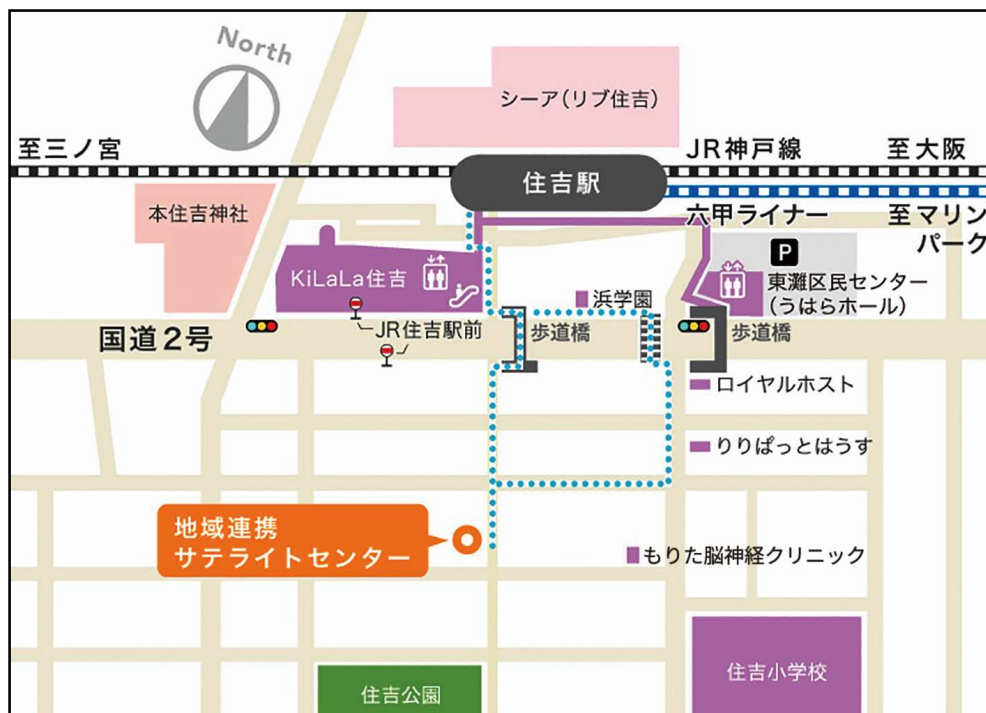 North
シーア(リブ住吉)
至三ノ宮
JR神戸線
至大阪
住吉駅
本住吉神社
六甲ライナー
至マリン
パーク
P
KiLaLa住吉
東灘区民センター
(うはらホール)
浜学園
JR住吉駅前
国道2号
歩道橋
歩道橋
ロイヤルホスト
りりぱっとはうす
地域連携
サテライトセンター
もりた脳神経クリニック
住吉公園
住吉小学校